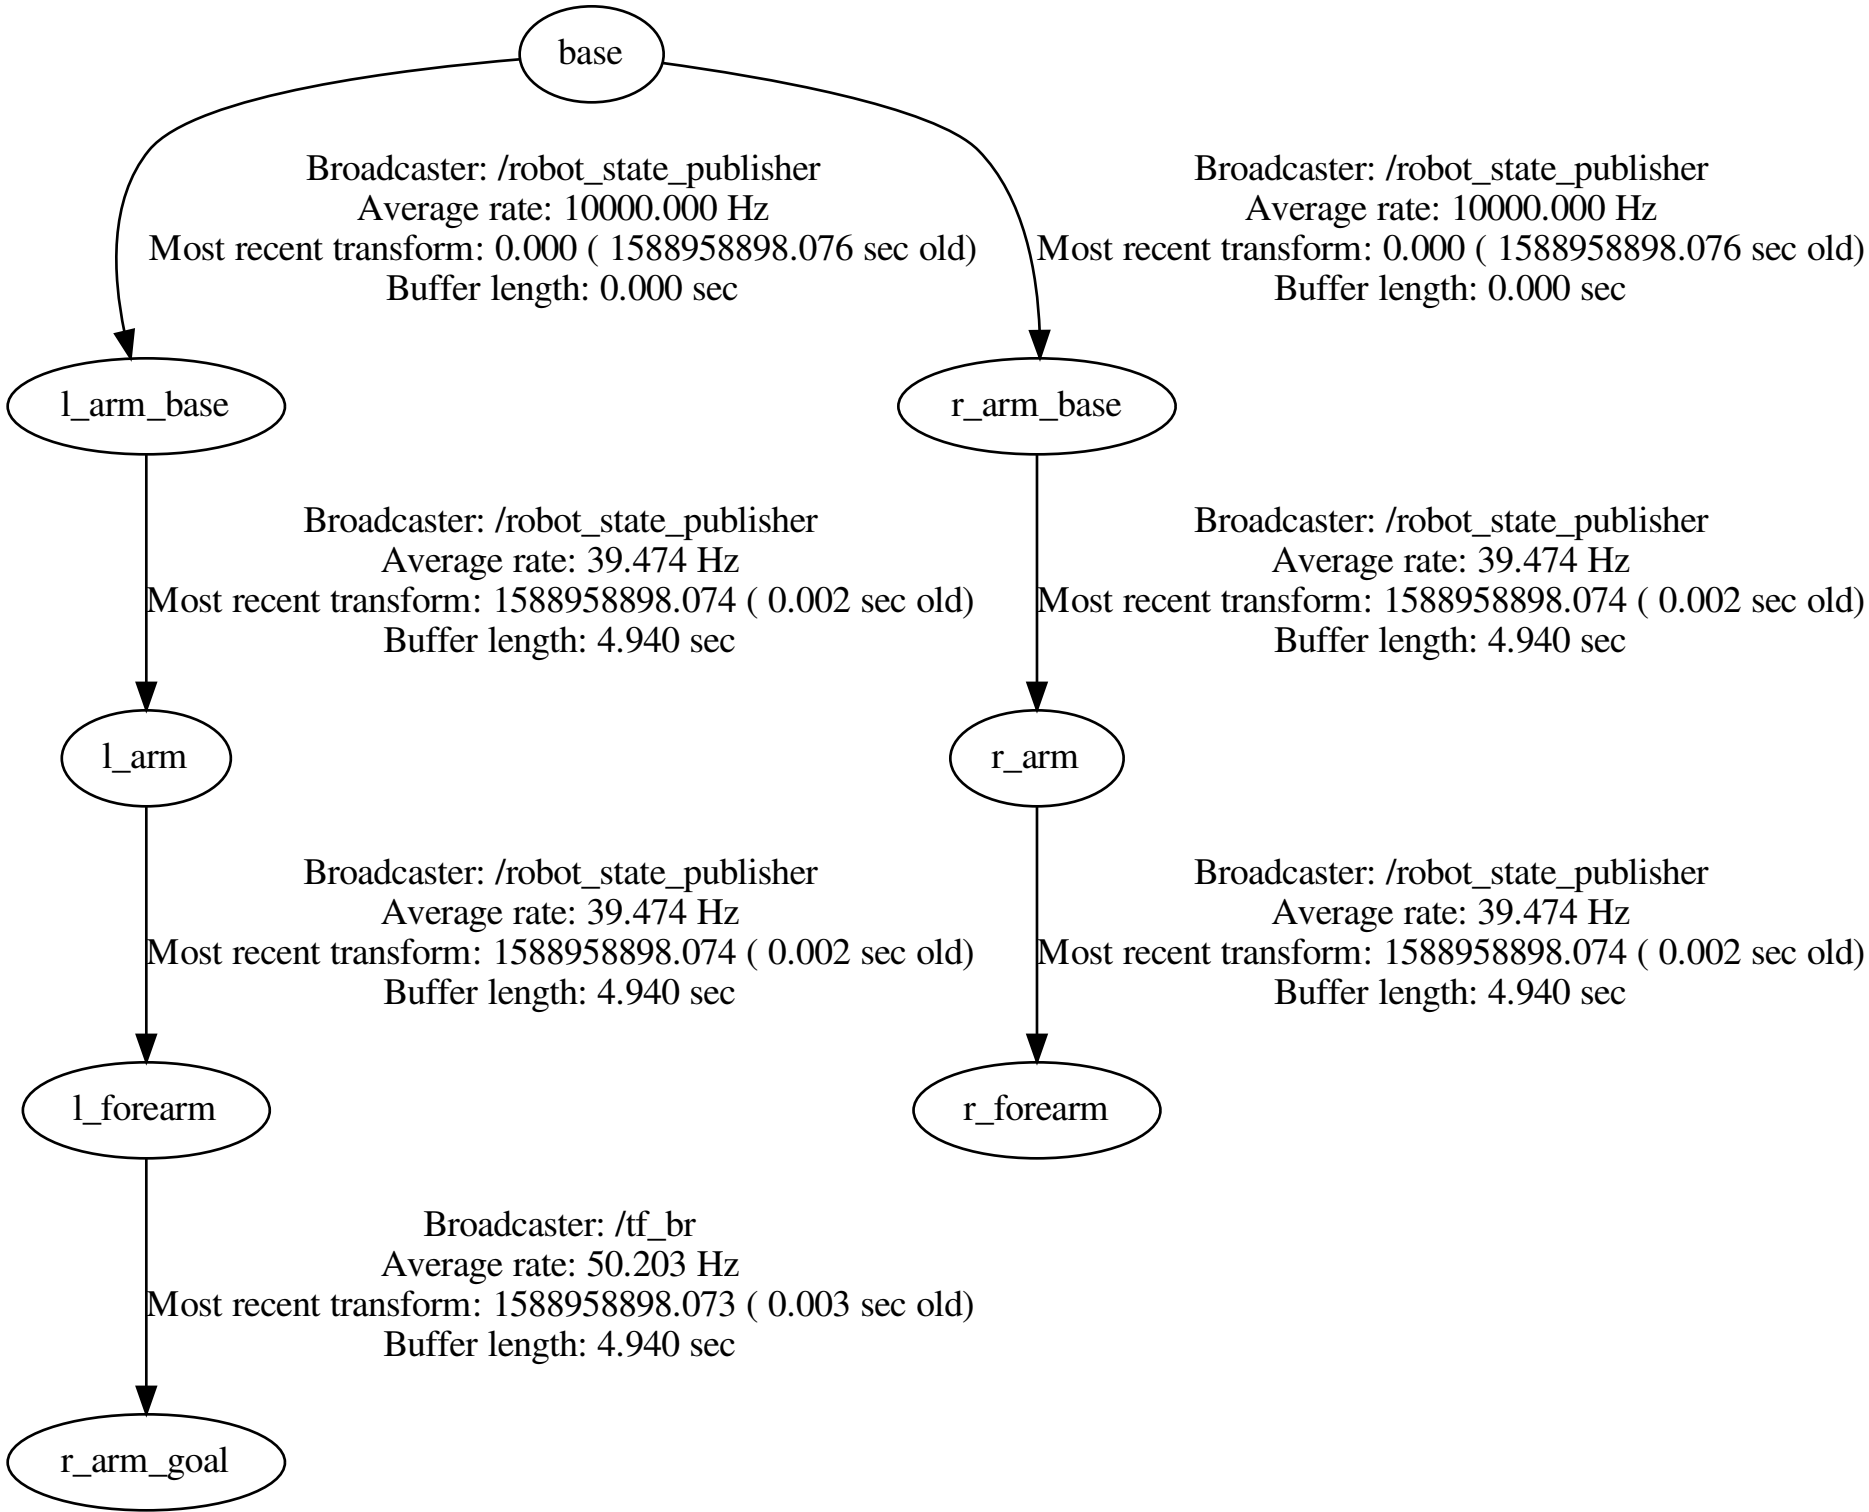 base
Broadcaster: /robot_state_publisher
Average rate: 10000.000 Hz
Most recent transform: 0.000 ( 1588958898.076 sec old)
Buffer length: 0.000 sec
Broadcaster: /robot_state_publisher
Average rate: 10000.000 Hz
Most recent transform: 0.000 ( 1588958898.076 sec old)
Buffer length: 0.000 sec
l_arm_base
r_arm_base
Broadcaster: /robot_state_publisher
Average rate: 39.474 Hz
Most recent transform: 1588958898.074 ( 0.002 sec old)
Buffer length: 4.940 sec
Broadcaster: /robot_state_publisher
Average rate: 39.474 Hz
Most recent transform: 1588958898.074 ( 0.002 sec old)
Buffer length: 4.940 sec
l_arm
r_arm
Broadcaster: /robot_state_publisher
Average rate: 39.474 Hz
Most recent transform: 1588958898.074 ( 0.002 sec old)
Buffer length: 4.940 sec
Broadcaster: /robot_state_publisher
Average rate: 39.474 Hz
Most recent transform: 1588958898.074 ( 0.002 sec old)
Buffer length: 4.940 sec
l_forearm
r_forearm
Broadcaster: /tf_br
Average rate: 50.203 Hz
Most recent transform: 1588958898.073 ( 0.003 sec old)
Buffer length: 4.940 sec
r_arm_goal